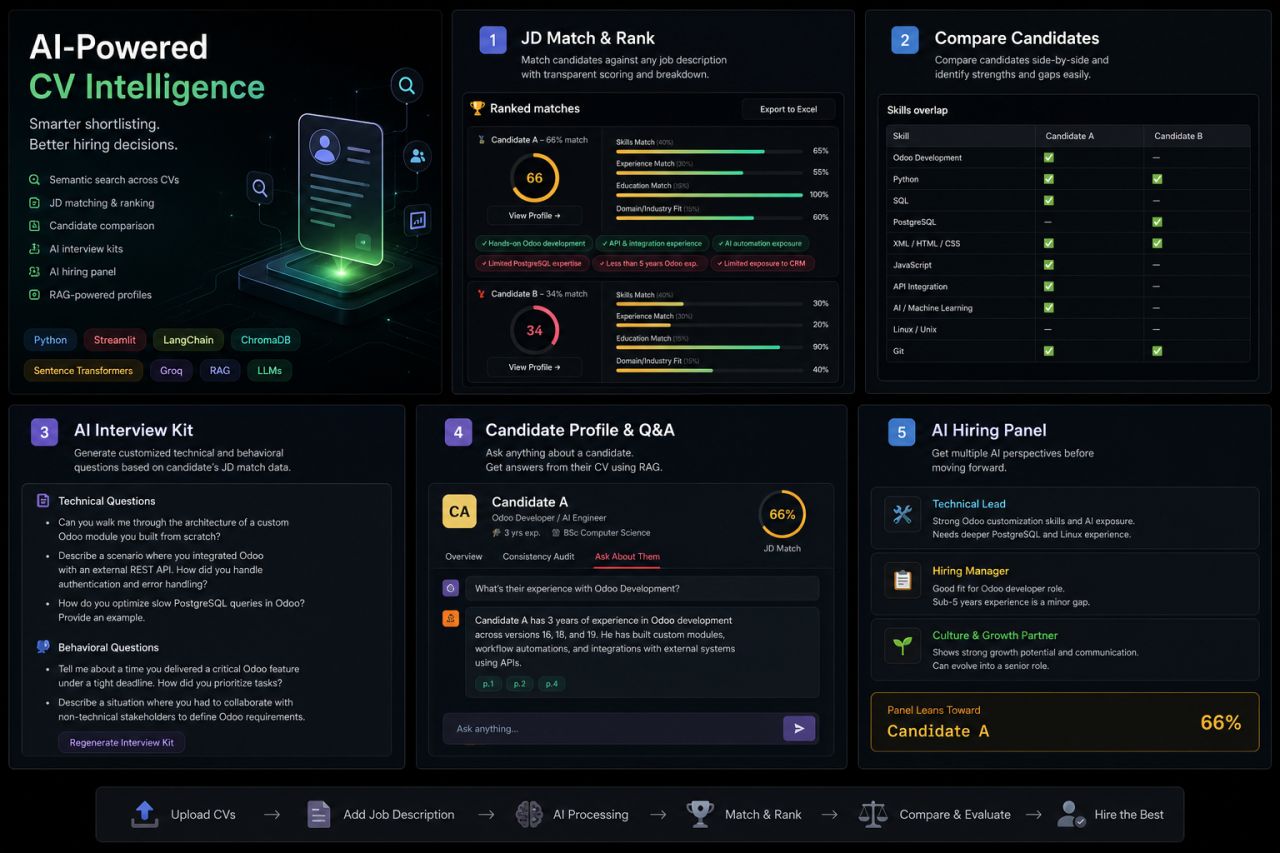 AI-Powered
CV Intelligence
Smarter shortlisting.
Better hiring decisions.
Semantic search across CVs
JD matching & ranking
Candidate comparison
AI interview kits
AI hiring panel
RAG-powered profiles
Python Streamlit LangChain ChromaDB
Sentence Transformers Groq RAG LLMs
1 JD Match & Rank
Match candidates against any job description
with transparent scoring and breakdown.
Ranked matches Export to Excel
Candidate A – 66% match
66
View Profile →
Skills Match (40%) 65%
Experience Match (30%) 55%
Education Match (15%) 100%
Domain/Industry Fit (15%) 60%
✓ Hands-on Odoo development ✓ API & integration experience ✓ AI automation exposure
✓ Limited PostgreSQL expertise ✓ Less than 5 years Odoo exp. ✓ Limited exposure to CRM
Candidate B – 34% match
34
View Profile →
Skills Match (40%) 30%
Experience Match (30%) 20%
Education Match (15%) 90%
Domain/Industry Fit (15%) 40%
2 Compare Candidates
Compare candidates side-by-side and
identify strengths and gaps easily.
Skills overlap
Skill Candidate A Candidate B
Odoo Development ✅ —
Python ✅ ✅
SQL ✅ —
PostgreSQL — ✅
XML / HTML / CSS ✅ ✅
JavaScript ✅ —
API Integration ✅ —
AI / Machine Learning ✅ —
Linux / Unix — —
Git ✅ ✅
3 AI Interview Kit
Generate customized technical and behavioral
questions based on candidate's JD match data.
Technical Questions
• Can you walk me through the architecture of a custom
Odoo module you built from scratch?
• Describe a scenario where you integrated Odoo
with an external REST API. How did you handle
authentication and error handling?
• How do you optimize slow PostgreSQL queries in Odoo?
Provide an example.
Behavioral Questions
• Tell me about a time you delivered a critical Odoo feature
under a tight deadline. How did you prioritize tasks?
• Describe a situation where you had to collaborate with
non-technical stakeholders to define Odoo requirements.
Regenerate Interview Kit
4 Candidate Profile & Q&A
Ask anything about a candidate.
Get answers from their CV using RAG.
CA
Candidate A
Odoo Developer / AI Engineer
3 yrs exp. BSc Computer Science
66%
JD Match
Overview Consistency Audit Ask About Them
What's their experience with Odoo Development?
Candidate A has 3 years of experience in Odoo development
across versions 16, 18, and 19. He has built custom modules,
workflow automations, and integrations with external systems
using APIs.
p.1 p.2 p.4
Ask anything...
5 AI Hiring Panel
Get multiple AI perspectives before
moving forward.
Technical Lead
Strong Odoo customization skills and AI exposure.
Needs deeper PostgreSQL and Linux experience.
Hiring Manager
Good fit for Odoo developer role.
Sub-5 years experience is a minor gap.
Culture & Growth Partner
Shows strong growth potential and communication.
Can evolve into a senior role.
Panel Leans Toward
Candidate A 66%
Upload CVs → Add Job Description → AI Processing → Match & Rank → Compare & Evaluate → Hire the Best